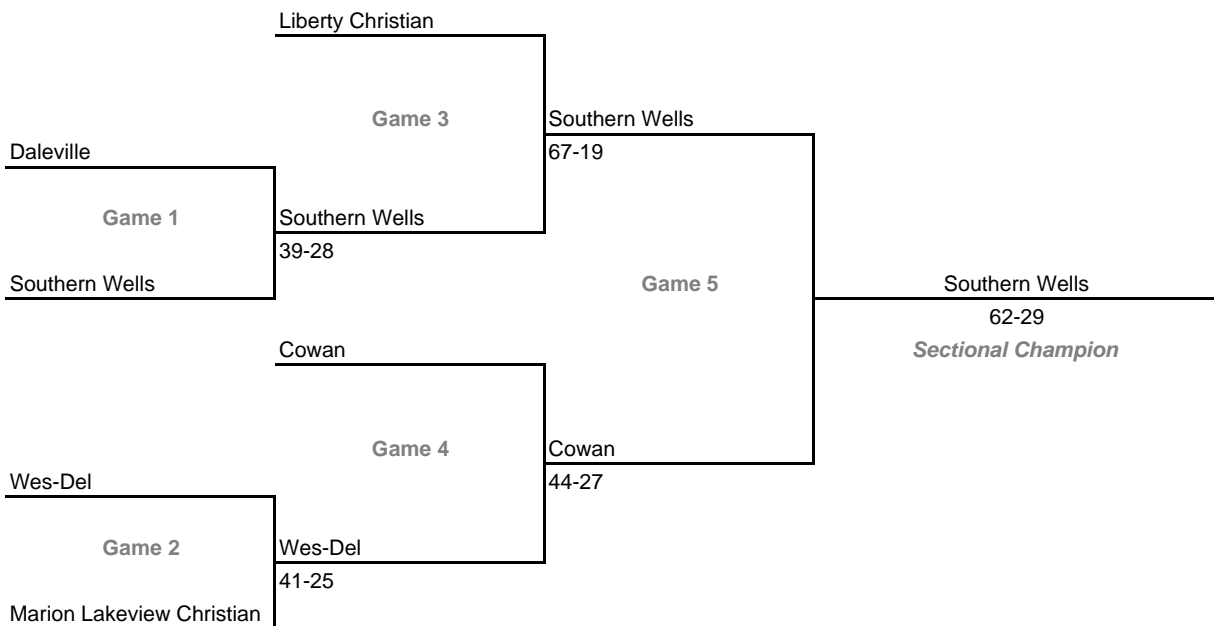 Liberty Christian
Game 3
Southern Wells
Daleville
67-19
Game 1
Southern Wells
39-28
Southern Wells
Game 5
Southern Wells
62-29
Cowan
Sectional Champion
Game 4
Cowan
Wes-Del
44-27
Game 2
Wes-Del
41-25
Marion Lakeview Christian